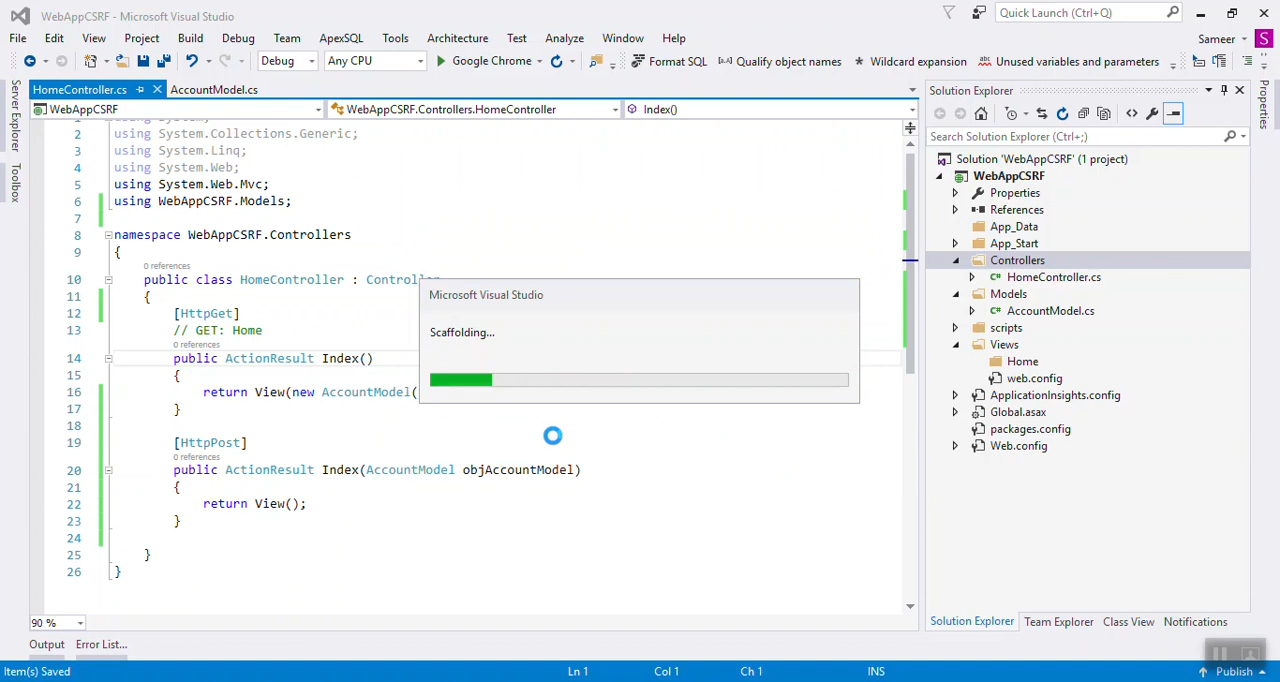 WebAppCSRF - Microsoft Visual Studio
Quick Launch (Ctrl+Q)
File Edit View Project Build Debug Team ApexSQL Tools Architecture Test Analyze Window Help
Sameer
S
Debug Any CPU Google Chrome Format SQL Qualify object names Wildcard expansion Unused variables and parameters
Server Explorer
Toolbox
HomeController.cs AccountModel.cs
WebAppCSRF WebAppCSRF.Controllers.HomeController Index()
1 using System;
2 using System.Collections.Generic;
3 using System.Linq;
4 using System.Web;
5 using System.Web.Mvc;
6 using WebAppCSRF.Models;
7
8 namespace WebAppCSRF.Controllers
9 {
0 references
10 public class HomeController : Controller
11 {
12 [HttpGet]
13 // GET: Home
0 references
14 public ActionResult Index()
15 {
16 return View(new AccountModel(
17 }
18
19 [HttpPost]
0 references
20 public ActionResult Index(AccountModel objAccountModel)
21 {
22 return View();
23 }
24
25 }
26 }
Microsoft Visual Studio
Scaffolding...
90 %
Output Error List...
Solution Explorer
Search Solution Explorer (Ctrl+;)
Solution 'WebAppCSRF' (1 project)
WebAppCSRF
Properties
References
App_Data
App_Start
Controllers
HomeController.cs
Models
AccountModel.cs
scripts
Views
Home
web.config
ApplicationInsights.config
Global.asax
packages.config
Web.config
Solution Explorer Team Explorer Class View Notifications
Properties
Item(s) Saved Ln 1 Col 1 Ch 1 INS Publish